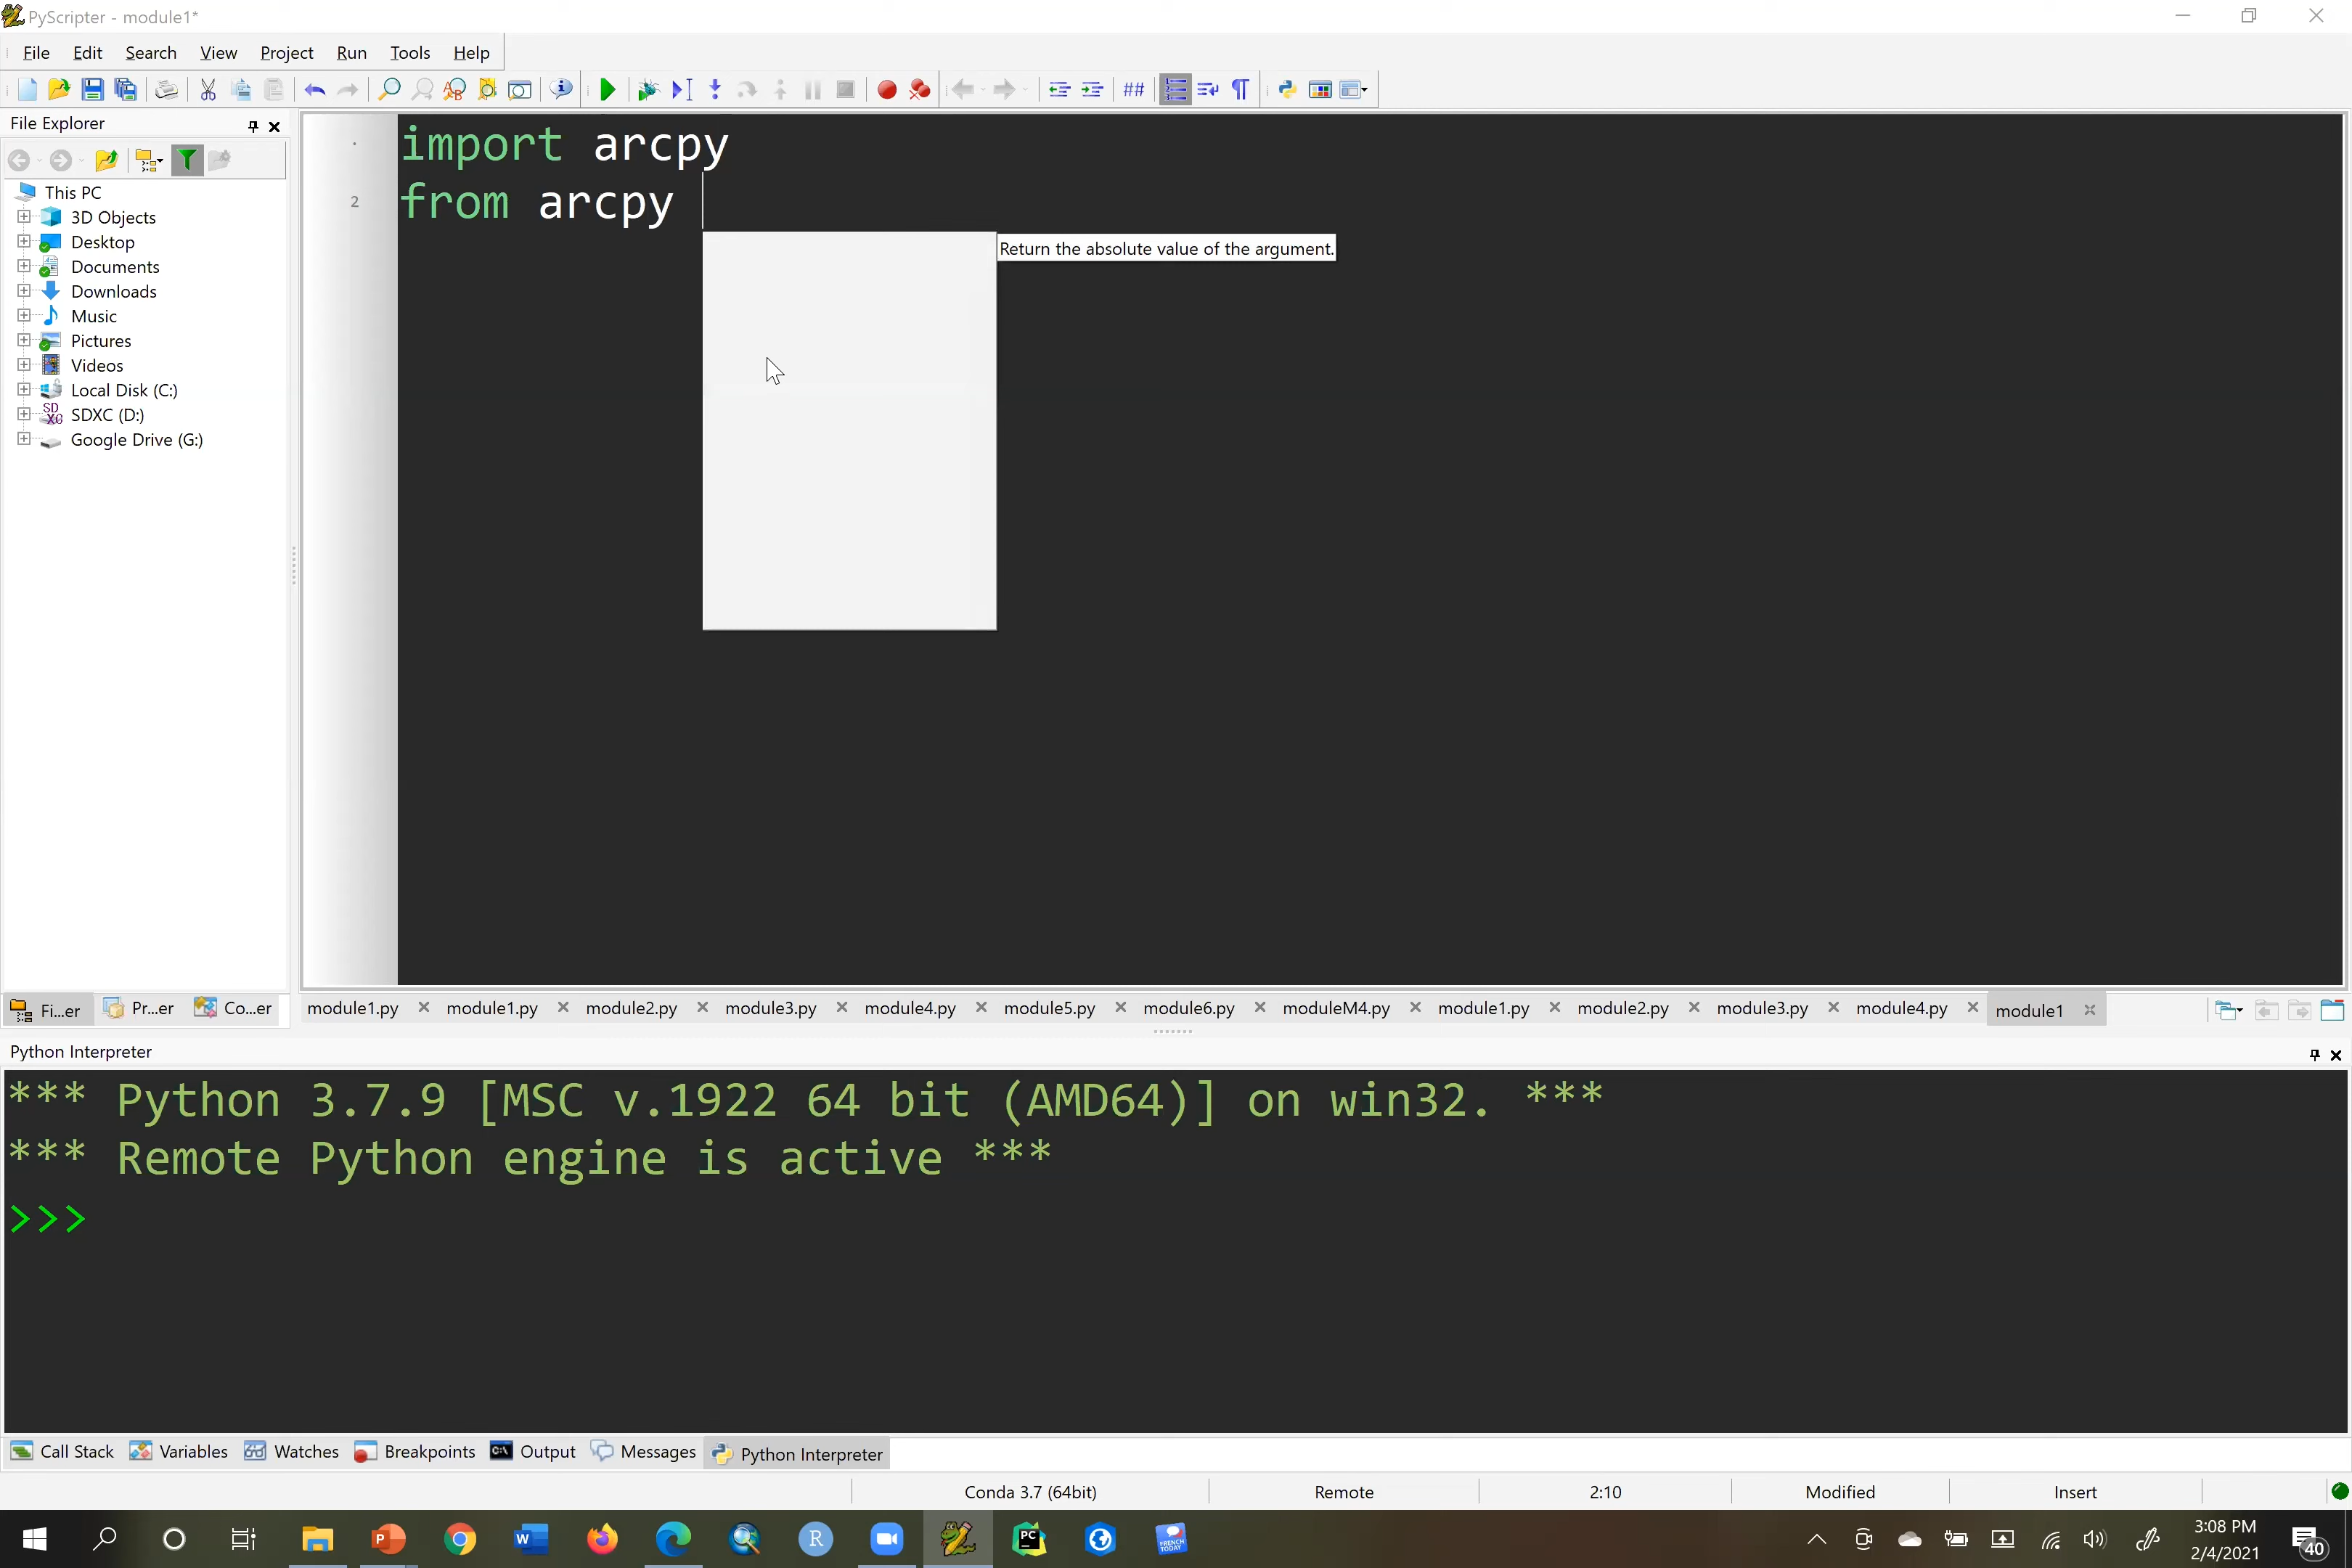 PyScripter - module1*
File Edit Search View Project Run Tools Help
File Explorer
This PC
3D Objects
Desktop
Documents
Downloads
Music
Pictures
Videos
Local Disk (C:)
SDXC (D:)
Google Drive (G:)
import arcpy
2 from arcpy
Return the absolute value of the argument.
Fi...er Pr...er Co...er
module1.py module1.py module2.py module3.py module4.py module5.py module6.py moduleM4.py module1.py module2.py module3.py module4.py module1
Python Interpreter
*** Python 3.7.9 [MSC v.1922 64 bit (AMD64)] on win32. ***
*** Remote Python engine is active ***
>>>
Call Stack Variables Watches Breakpoints Output Messages Python Interpreter
Conda 3.7 (64bit) Remote 2:10 Modified Insert
3:08 PM
2/4/2021
40